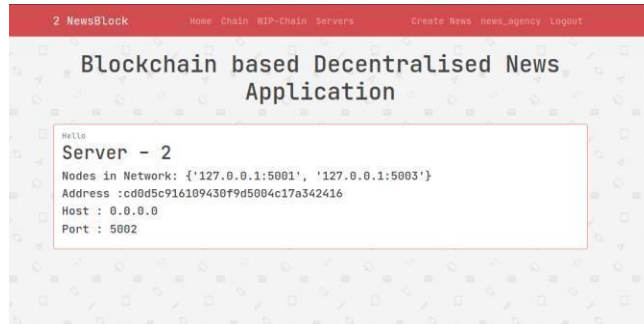 2 NewsBlock Home Chain WIP-Chain Servers Create News news_agency Logout
Blockchain based Decentralised News
Application
Hello
Server - 2
Nodes in Network: {'127.0.0.1:5001', '127.0.0.1:5003'}
Address :cd0d5c916109430f9d5004c17a342416
Host : 0.0.0.0
Port : 5002